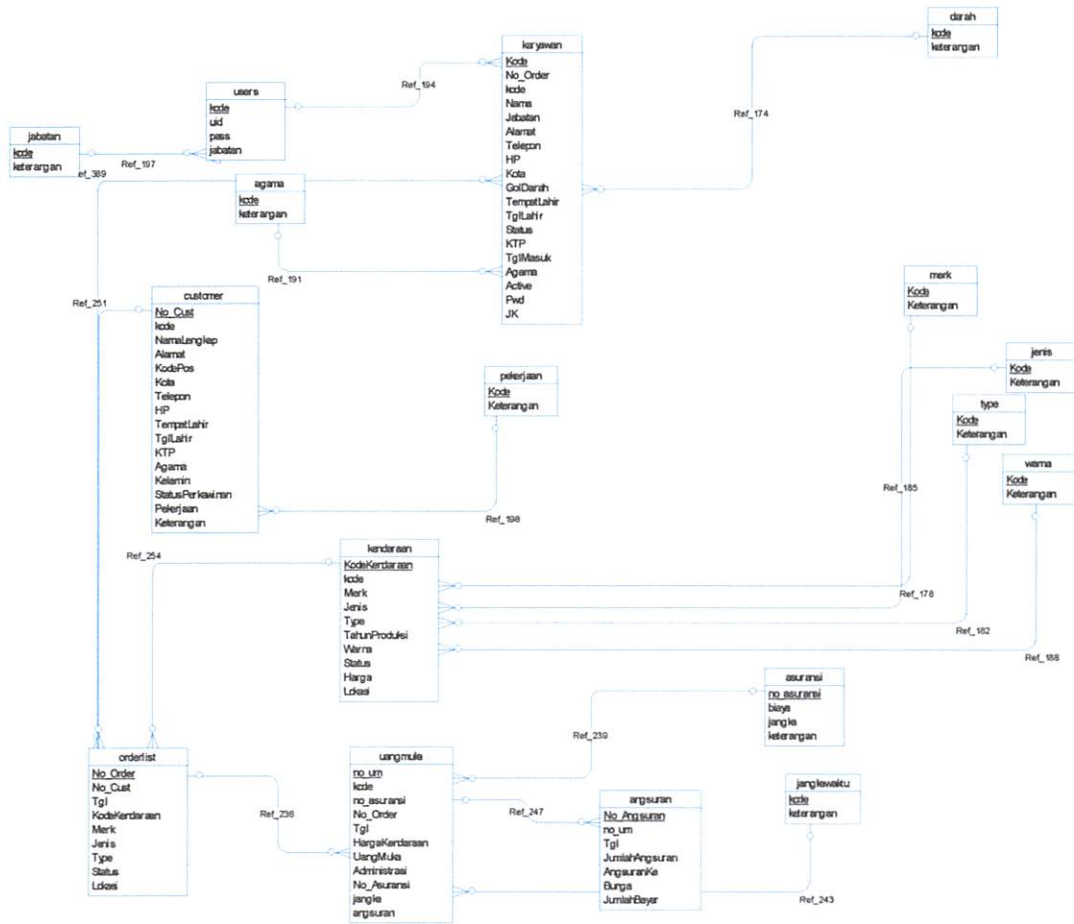 darah
kode
keterangan
karyawan
Kode
No_Order
kode
Nama
Jabatan
Alamat
Telepon
HP
Kota
GolDarah
TempatLahir
TglLahir
Status
KTP
TglMasuk
Agama
Active
Pwd
JK
Ref_194
Ref_174
users
kode
uid
pass
jabatan
jabatan
kode
keterangan
Ref_197
ef_389
agama
kode
keterangan
Ref_191
Ref_251
customer
No_Cust
kode
NamaLengkap
Alamat
KodePos
Kota
Telepon
HP
TempatLahir
TglLahir
KTP
Agama
Kelamin
StatusPerkawinan
Pekerjaan
Keterangan
pekerjaan
Kode
Keterangan
Ref_198
merk
Kode
Keterangan
jenis
Kode
Keterangan
type
Kode
Keterangan
warna
Kode
Keterangan
Ref_185
Ref_178
Ref_182
Ref_188
Ref_254
kendaraan
KodeKendaraan
kode
Merk
Jenis
Type
TahunProduksi
Warna
Status
Harga
Lokasi
asuransi
no_asuransi
biaya
jangka
keterangan
Ref_239
orderlist
No_Order
No_Cust
Tgl
KodeKendaraan
Merk
Jenis
Type
Status
Lokasi
Ref_236
uangmuka
no_um
kode
no_asuransi
No_Order
Tgl
HargaKendaraan
UangMuka
Administrasi
No_Asuransi
jangka
angsuran
Ref_247
angsuran
No_Angsuran
no_um
Tgl
JumlahAngsuran
AngsuranKe
Bunga
JumlahBayar
jangkawaktu
kode
keterangan
Ref_243